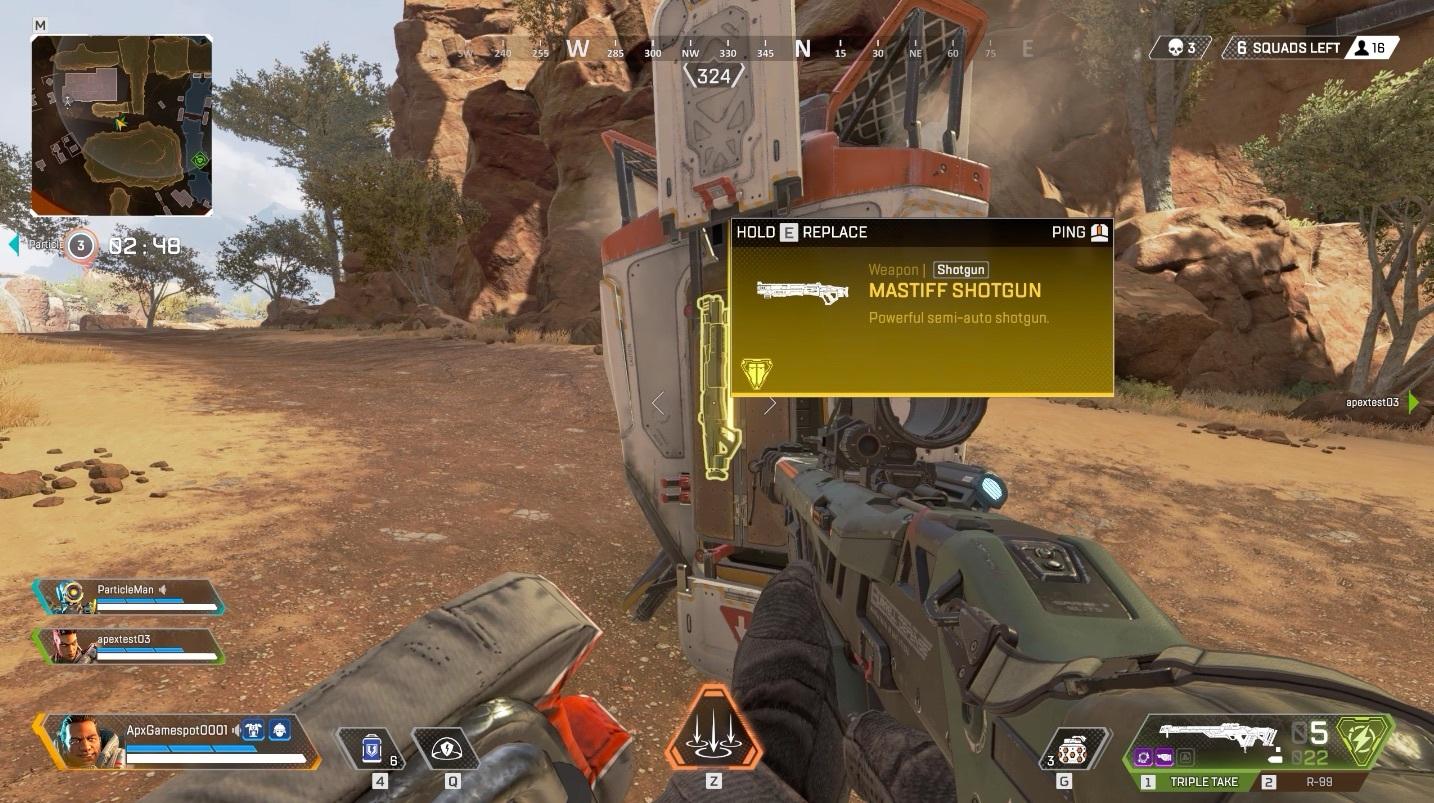 M
SW 240 255 W 285 300 NW 330 345 N 15 30 NE 60 75 E
324
3
6 SQUADS LEFT 16
Particle 3 02:48
HOLD E REPLACE PING
Weapon | Shotgun
MASTIFF SHOTGUN
Powerful semi-auto shotgun.
apextest03
ParticleMan
apextest03
ApxGamespot0001
6
4
Q
Z
3
G
05
022
1 TRIPLE TAKE 2 R-99